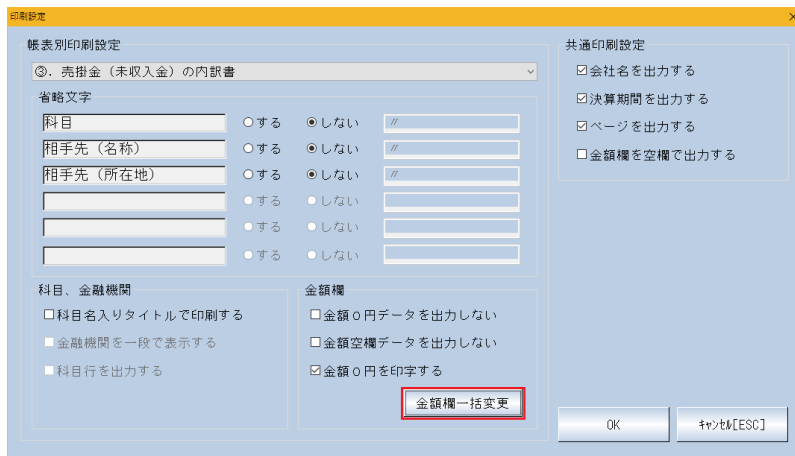 印刷設定
×
帳表別印刷設定
③．売掛金（未収入金）の内訳書
省略文字
科目 する しない 〃
相手先（名称） する しない 〃
相手先（所在地） する しない 〃
する しない
する しない
する しない
科目、金融機関
科目名入りタイトルで印刷する
金融機関を一段で表示する
科目行を出力する
金額欄
金額０円データを出力しない
金額空欄データを出力しない
金額０円を印字する
金額欄一括変更
共通印刷設定
会社名を出力する
決算期間を出力する
ページを出力する
金額欄を空欄で出力する
OK
ｷｬﾝｾﾙ[ESC]